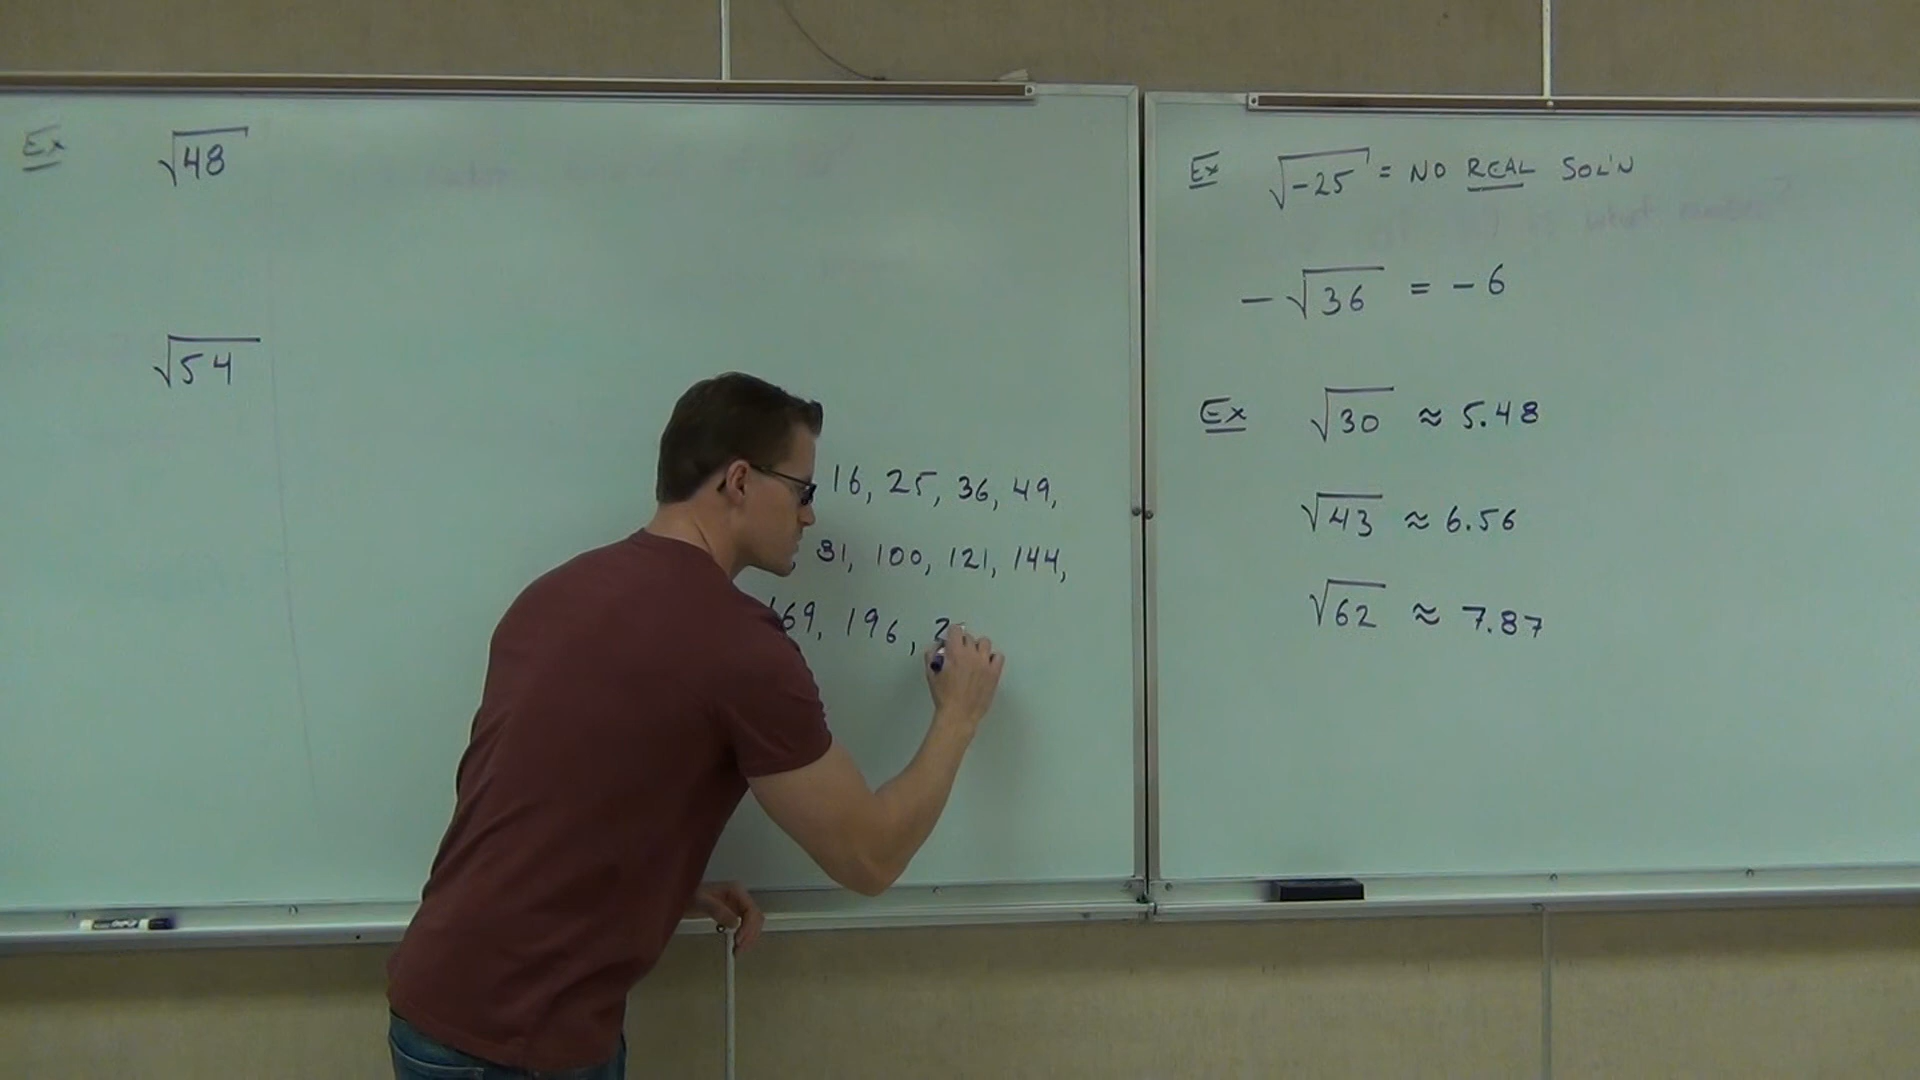 Ex √48
√54
16, 25, 36, 49,
81, 100, 121, 144,
169, 196, 2
Ex √-25 = NO REAL SOL'N
-√36 = -6
Ex √30 ≈ 5.48
√43 ≈ 6.56
√62 ≈ 7.87